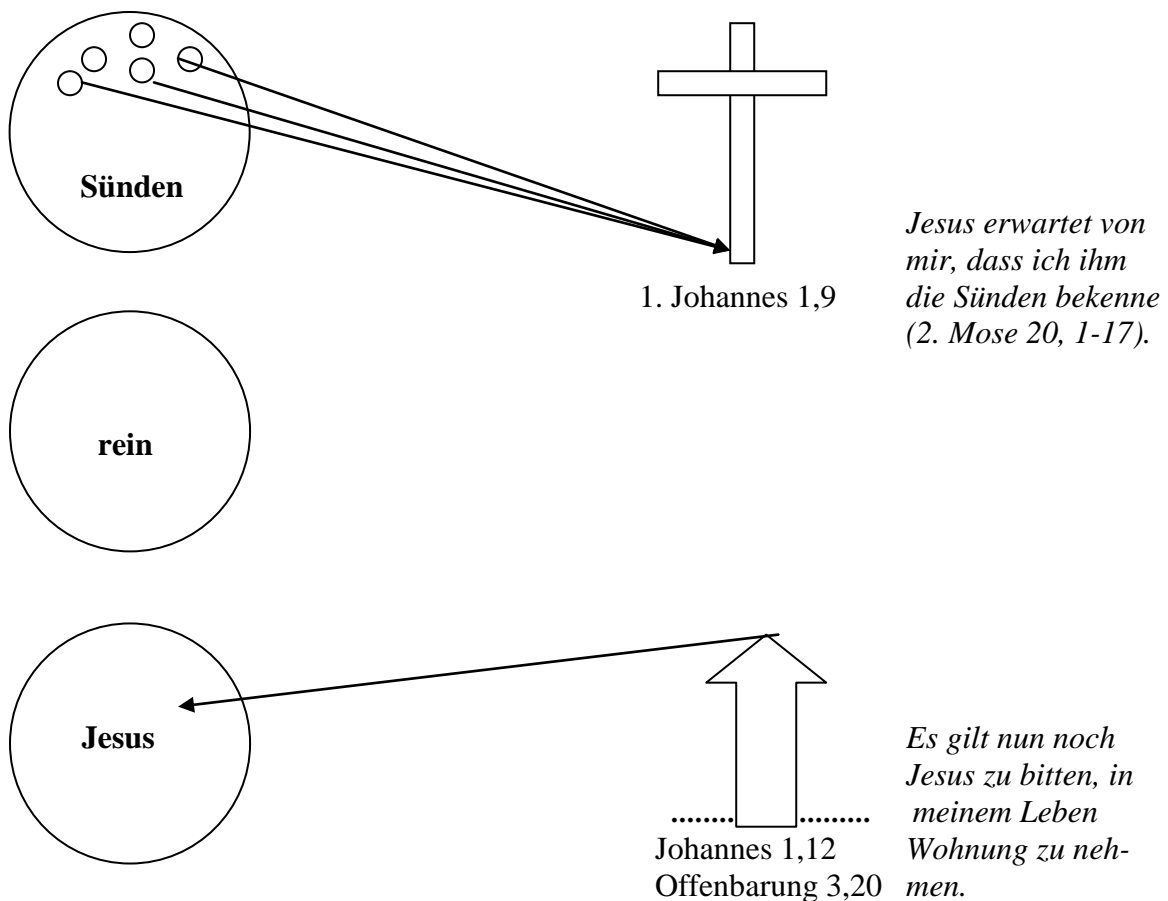 Sünden
1. Johannes 1,9
Jesus erwartet von
mir, dass ich ihm
die Sünden bekenne
(2. Mose 20, 1-17).
rein
Jesus
Johannes 1,12
Offenbarung 3,20
Es gilt nun noch
Jesus zu bitten, in
meinem Leben
Wohnung zu neh-
men.